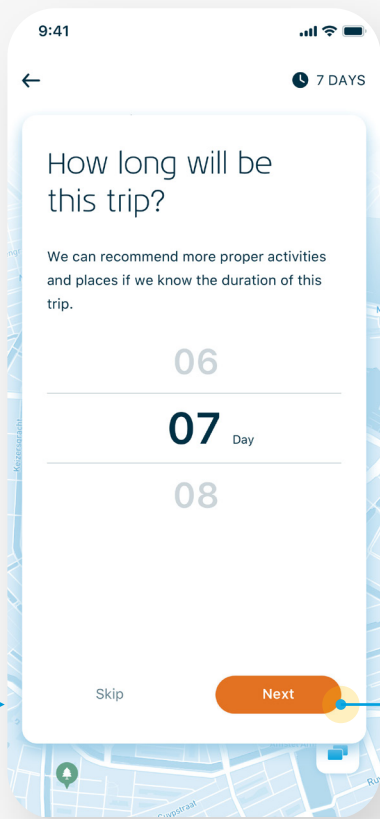 9:41
7 DAYS
How long will be
this trip?
We can recommend more proper activities
and places if we know the duration of this
trip.
06
07 Day
08
Skip
Next
Keizersgracht